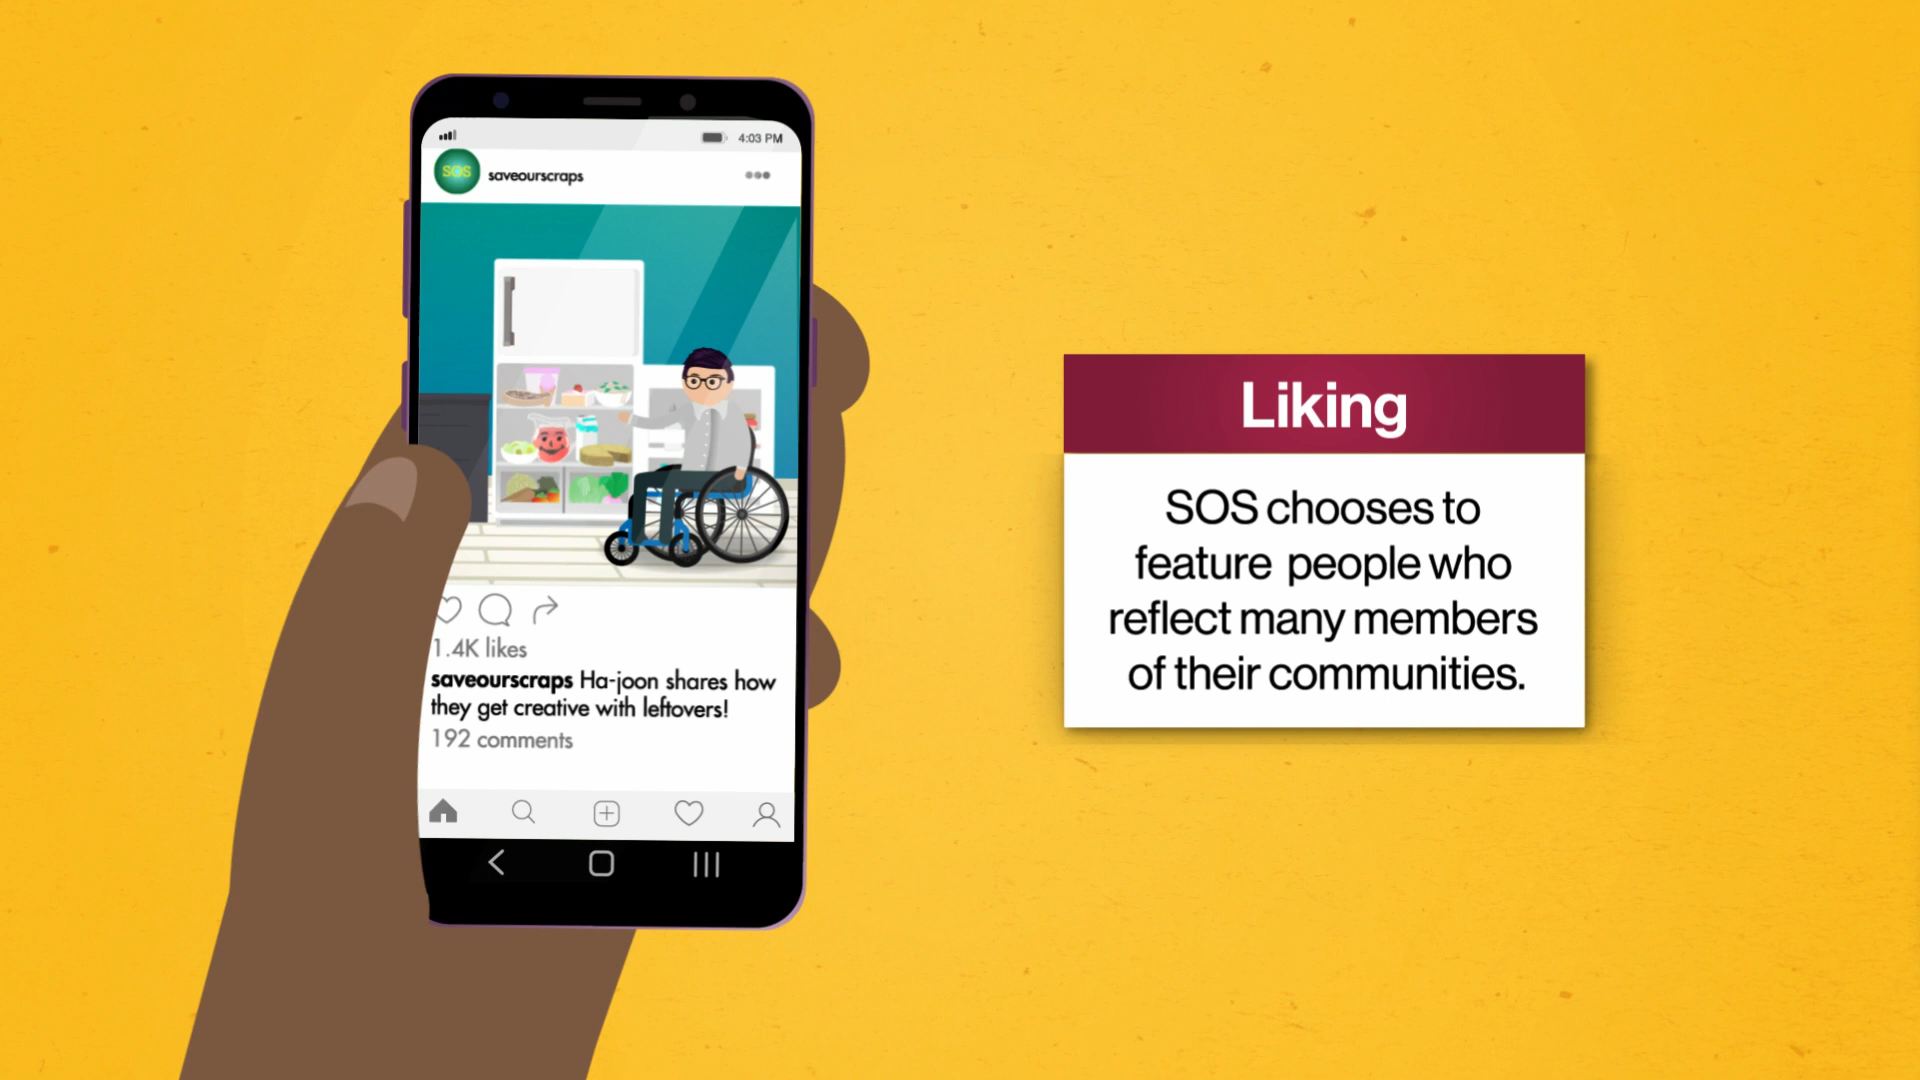 4:03 PM
SOS
saveourscraps
1.4K likes
saveourscraps Ha-joon shares how
they get creative with leftovers!
192 comments
Liking
SOS chooses to
feature people who
reflect many members
of their communities.